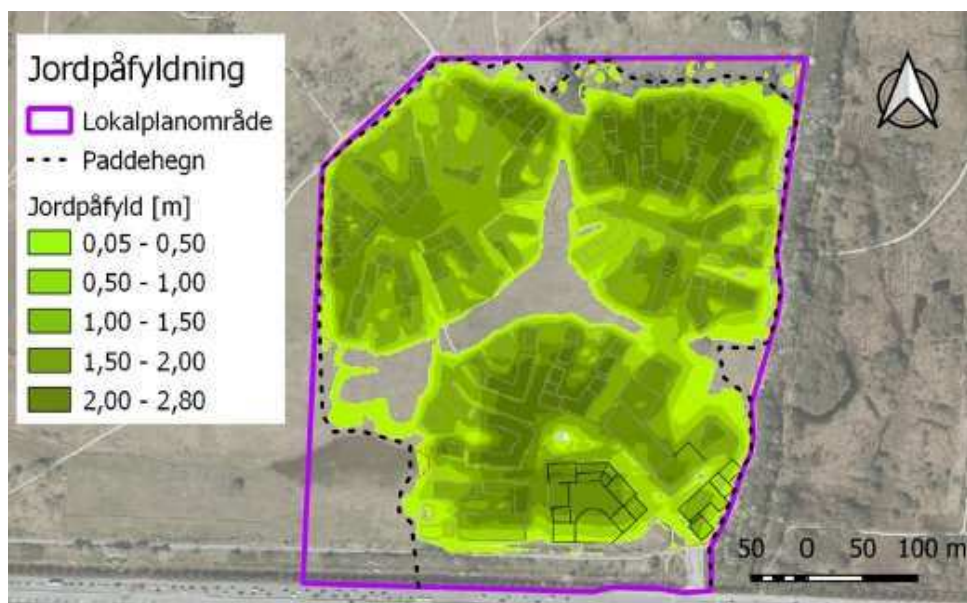 Jordpåfyldning
Lokalplanområde
Paddehegn
Jordpåfyld [m]
0,05 - 0,50
0,50 - 1,00
1,00 - 1,50
1,50 - 2,00
2,00 - 2,80
50 0 50 100 m